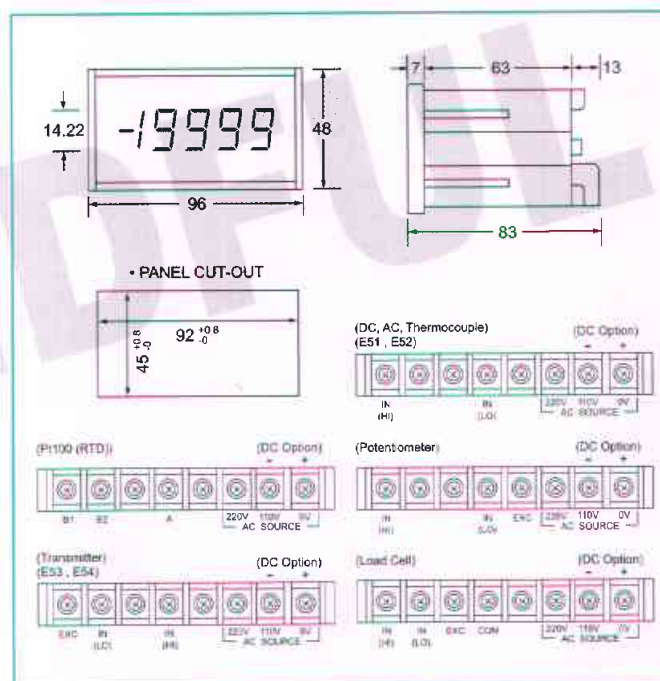 7 63 13
14.22
-19999
48
96
83
• PANEL CUT-OUT
92 +0.8 -0
45 +0.8 -0
(DC, AC, Thermocouple) (DC Option)
(E51 , E52) - +
IN IN 220V 110V 0V
(HI) (LO) AC SOURCE
(Pt100 (RTD)) (DC Option)
- +
B1 B2 A 220V 110V 0V
AC SOURCE
(Potentiometer) (DC Option)
- +
IN IN EXC 220V 110V 0V
(HI) (LO) AC SOURCE
(Transmitter) (DC Option)
(E53 , E54) - +
EXC IN IN 220V 110V 0V
(LO) (HI) AC SOURCE
(Load Cell) (DC Option)
- +
IN IN EXC COM 220V 110V 0V
(HI) (LO) AC SOURCE
DFUL